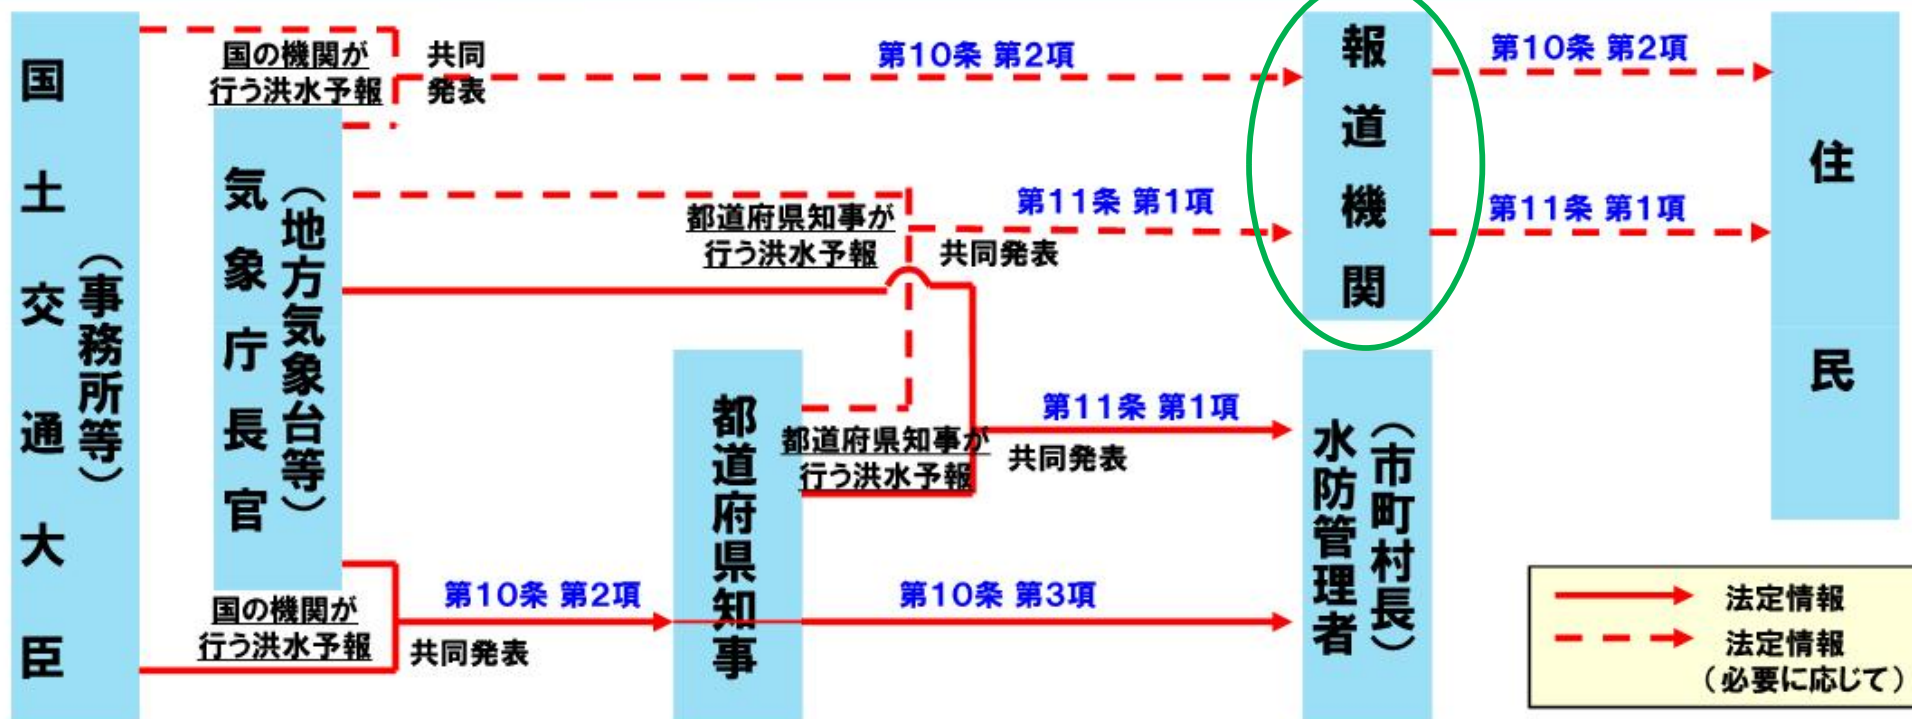 国土交通大臣
（事務所等）
国の機関が
行う洪水予報
共同
発表
第10条 第2項
気象庁長官
（地方気象台等）
都道府県知事が
行う洪水予報
第11条 第1項
共同発表
報道機関
第10条 第2項
第11条 第1項
住民
都道府県知事
都道府県知事が
行う洪水予報
第11条 第1項
共同発表
水防管理者
（市町村長）
国の機関が
行う洪水予報
第10条 第2項
共同発表
第10条 第3項
法定情報
法定情報
（必要に応じて）